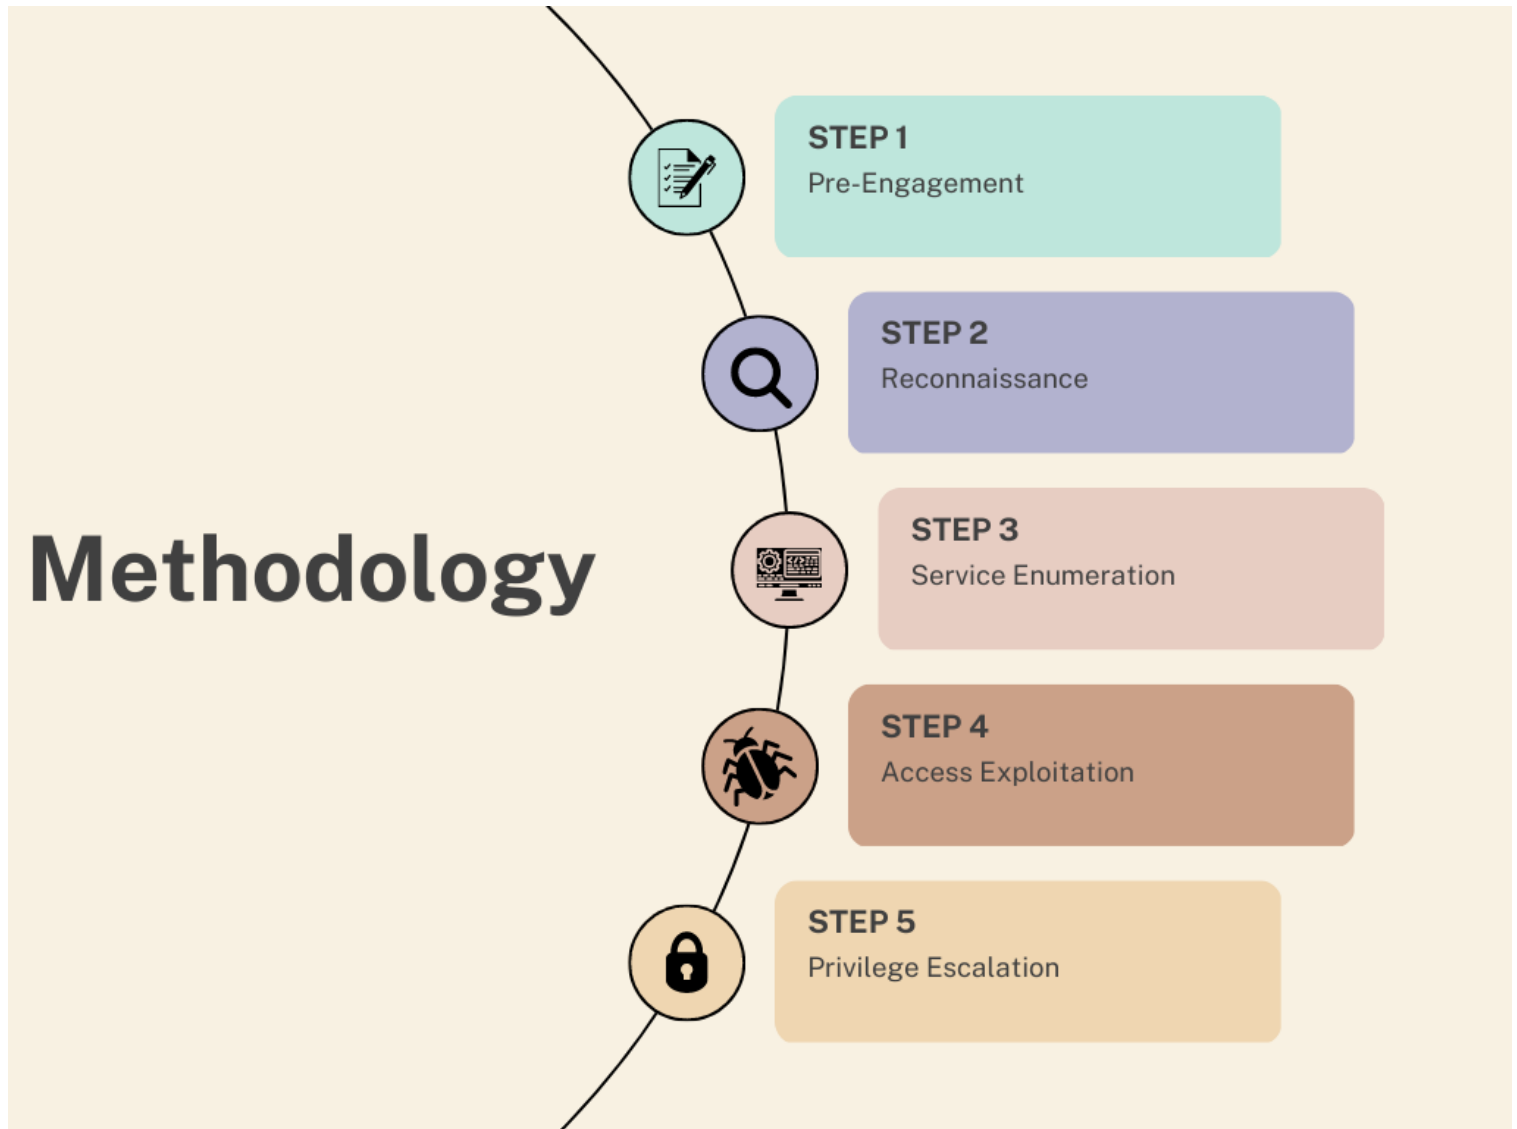 Methodology
STEP 1
Pre-Engagement
STEP 2
Reconnaissance
STEP 3
Service Enumeration
STEP 4
Access Exploitation
STEP 5
Privilege Escalation